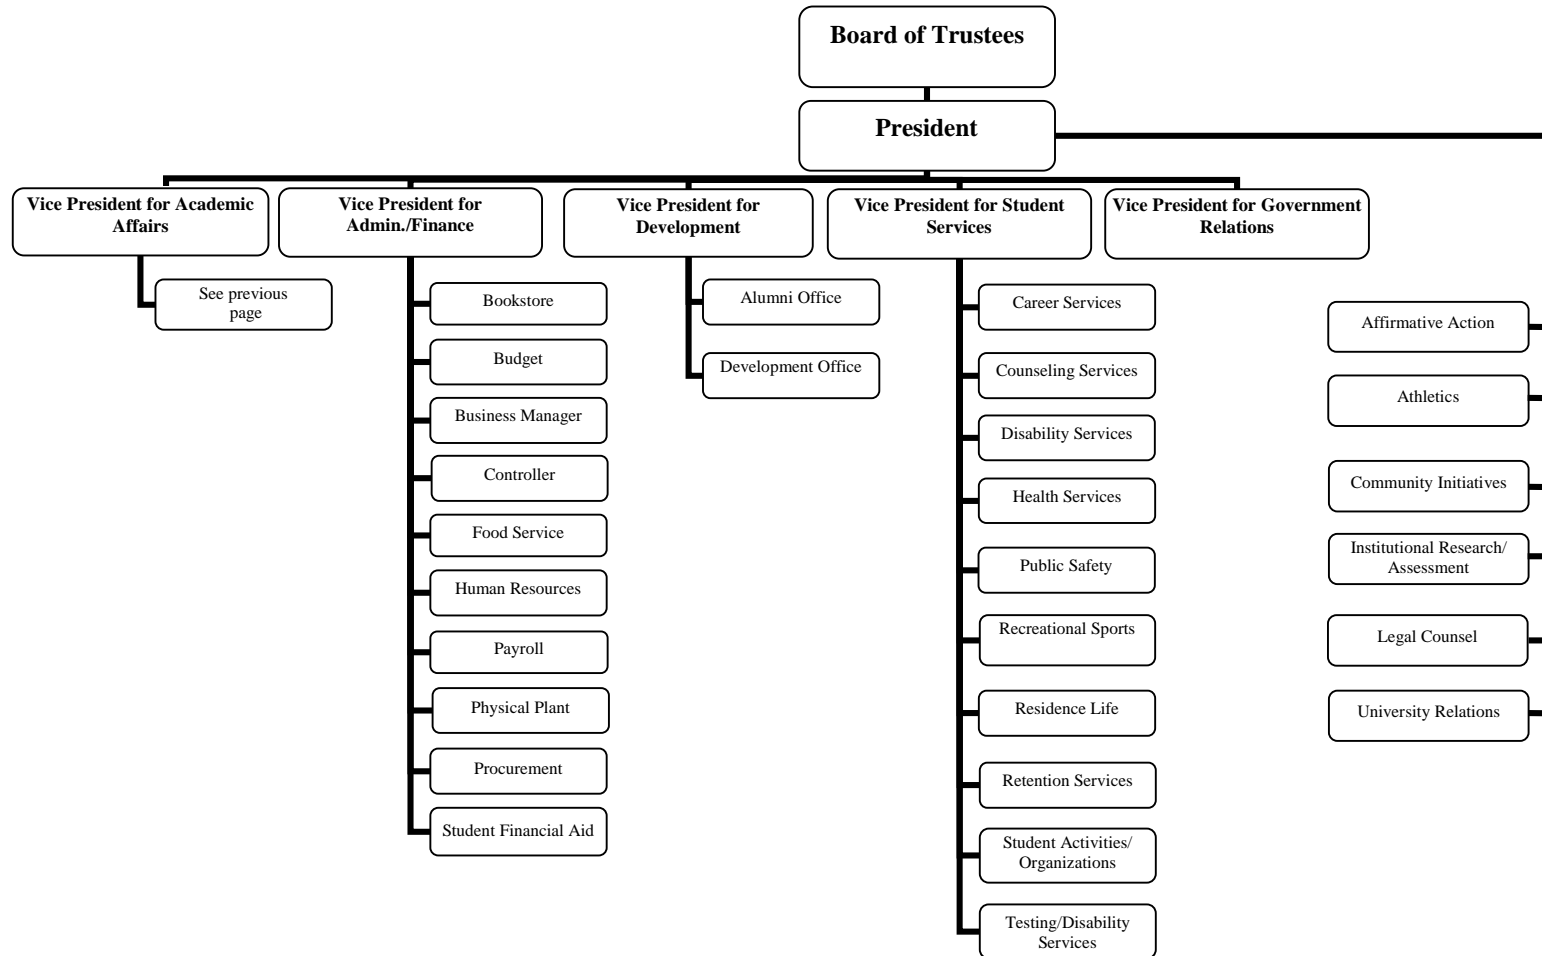 Board of Trustees
President
Vice President for Academic
Affairs
Vice President for
Admin./Finance
Vice President for
Development
Vice President for Student
Services
Vice President for Government
Relations
See previous
page
Bookstore
Budget
Business Manager
Controller
Food Service
Human Resources
Payroll
Physical Plant
Procurement
Student Financial Aid
Alumni Office
Development Office
Career Services
Counseling Services
Disability Services
Health Services
Public Safety
Recreational Sports
Residence Life
Retention Services
Student Activities/
Organizations
Testing/Disability
Services
Affirmative Action
Athletics
Community Initiatives
Institutional Research/
Assessment
Legal Counsel
University Relations